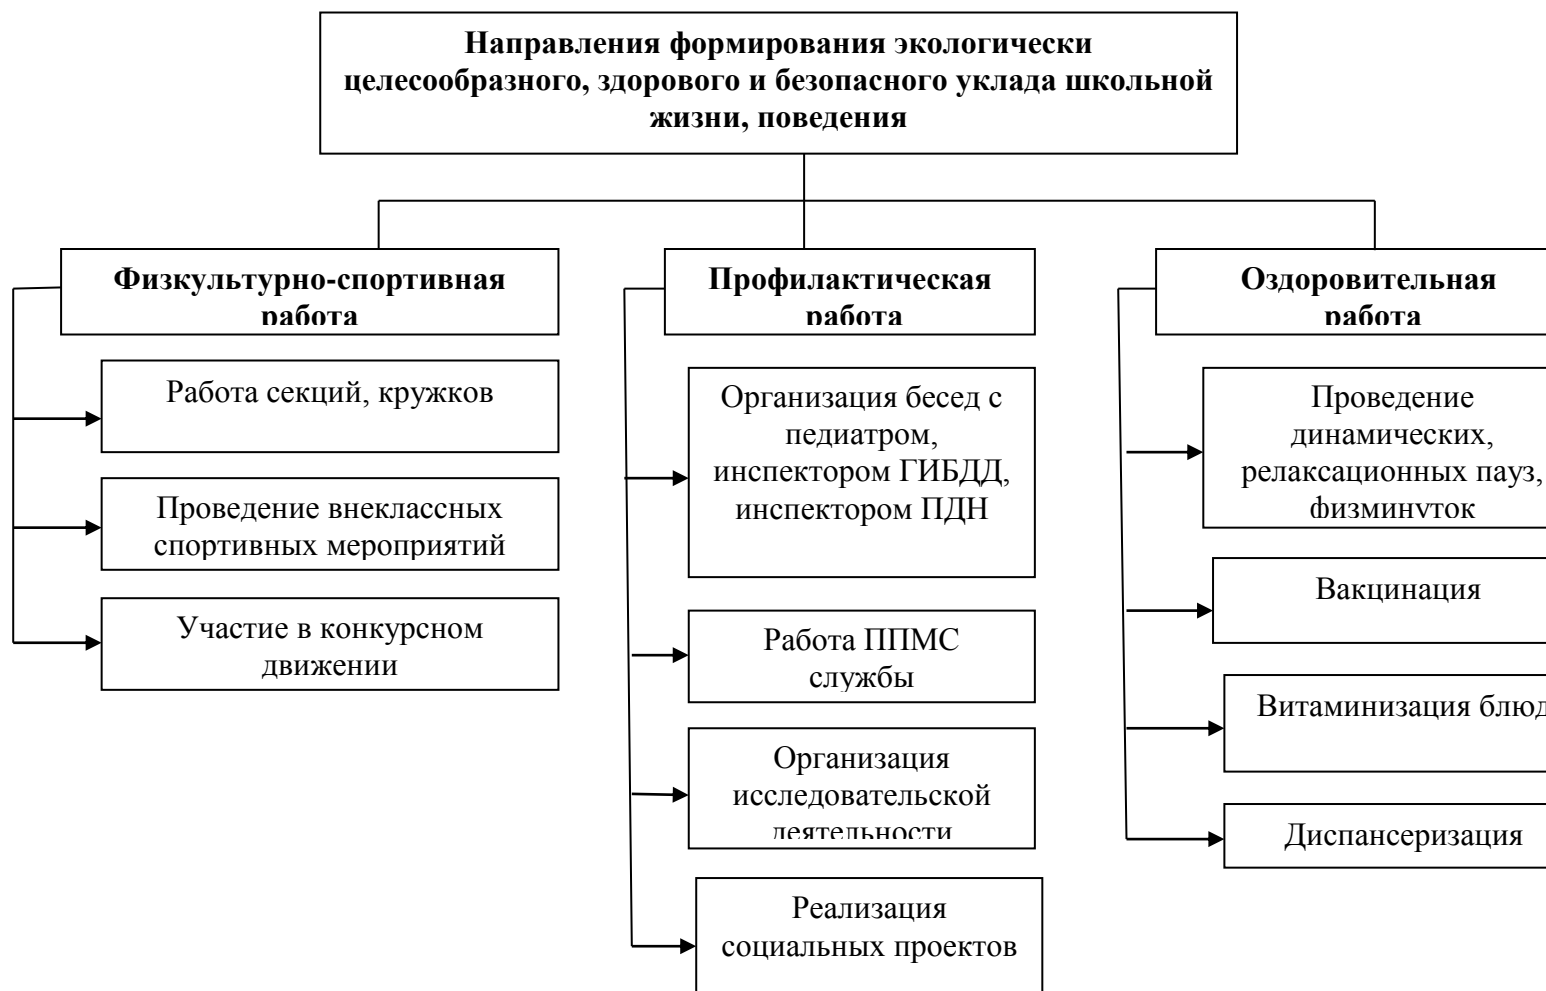 Направления формирования экологически
целесообразного, здорового и безопасного уклада школьной
жизни, поведения
Физкультурно-спортивная
работа
Работа секций, кружков
Проведение внеклассных
спортивных мероприятий
Участие в конкурсном
движении
Профилактическая
работа
Организация бесед с
педиатром,
инспектором ГИБДД,
инспектором ПДН
Работа ППМС
службы
Организация
исследовательской
деятельности
Реализация
социальных проектов
Оздоровительная
работа
Проведение
динамических,
релаксационных пауз,
физминуток
Вакцинация
Витаминизация блюд
Диспансеризация